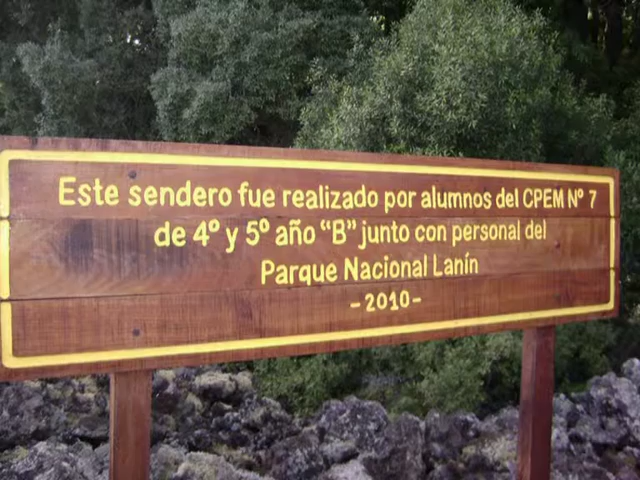 Este sendero fue realizado por alumnos del CPEM Nº 7
de 4º y 5º año “B” junto con personal del
Parque Nacional Lanín
-2010-